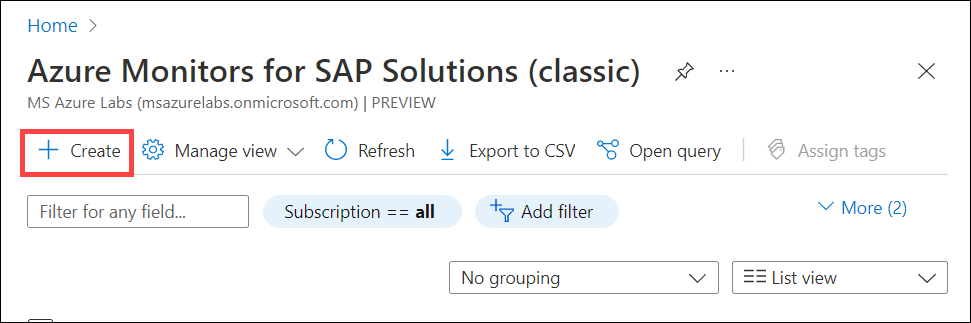 Home
Azure Monitors for SAP Solutions (classic)
MS Azure Labs (msazurelabs.onmicrosoft.com) | PREVIEW
Create Manage view Refresh Export to CSV Open query Assign tags
Filter for any field... Subscription == all Add filter More (2)
No grouping List view